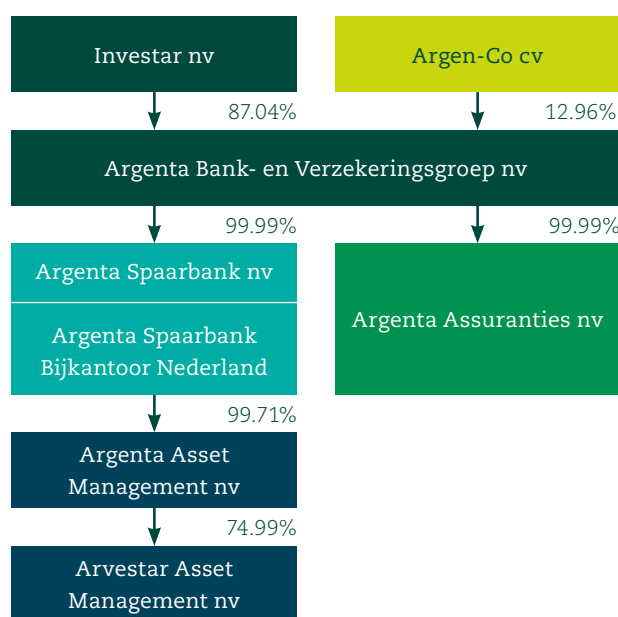 Investar nv
Argen-Co cv
87.04%
12.96%
Argenta Bank- en Verzekeringsgroep nv
99.99%
99.99%
Argenta Spaarbank nv
Argenta Spaarbank
Bijkantoor Nederland
Argenta Assuranties nv
99.71%
Argenta Asset
Management nv
74.99%
Arvestar Asset
Management nv